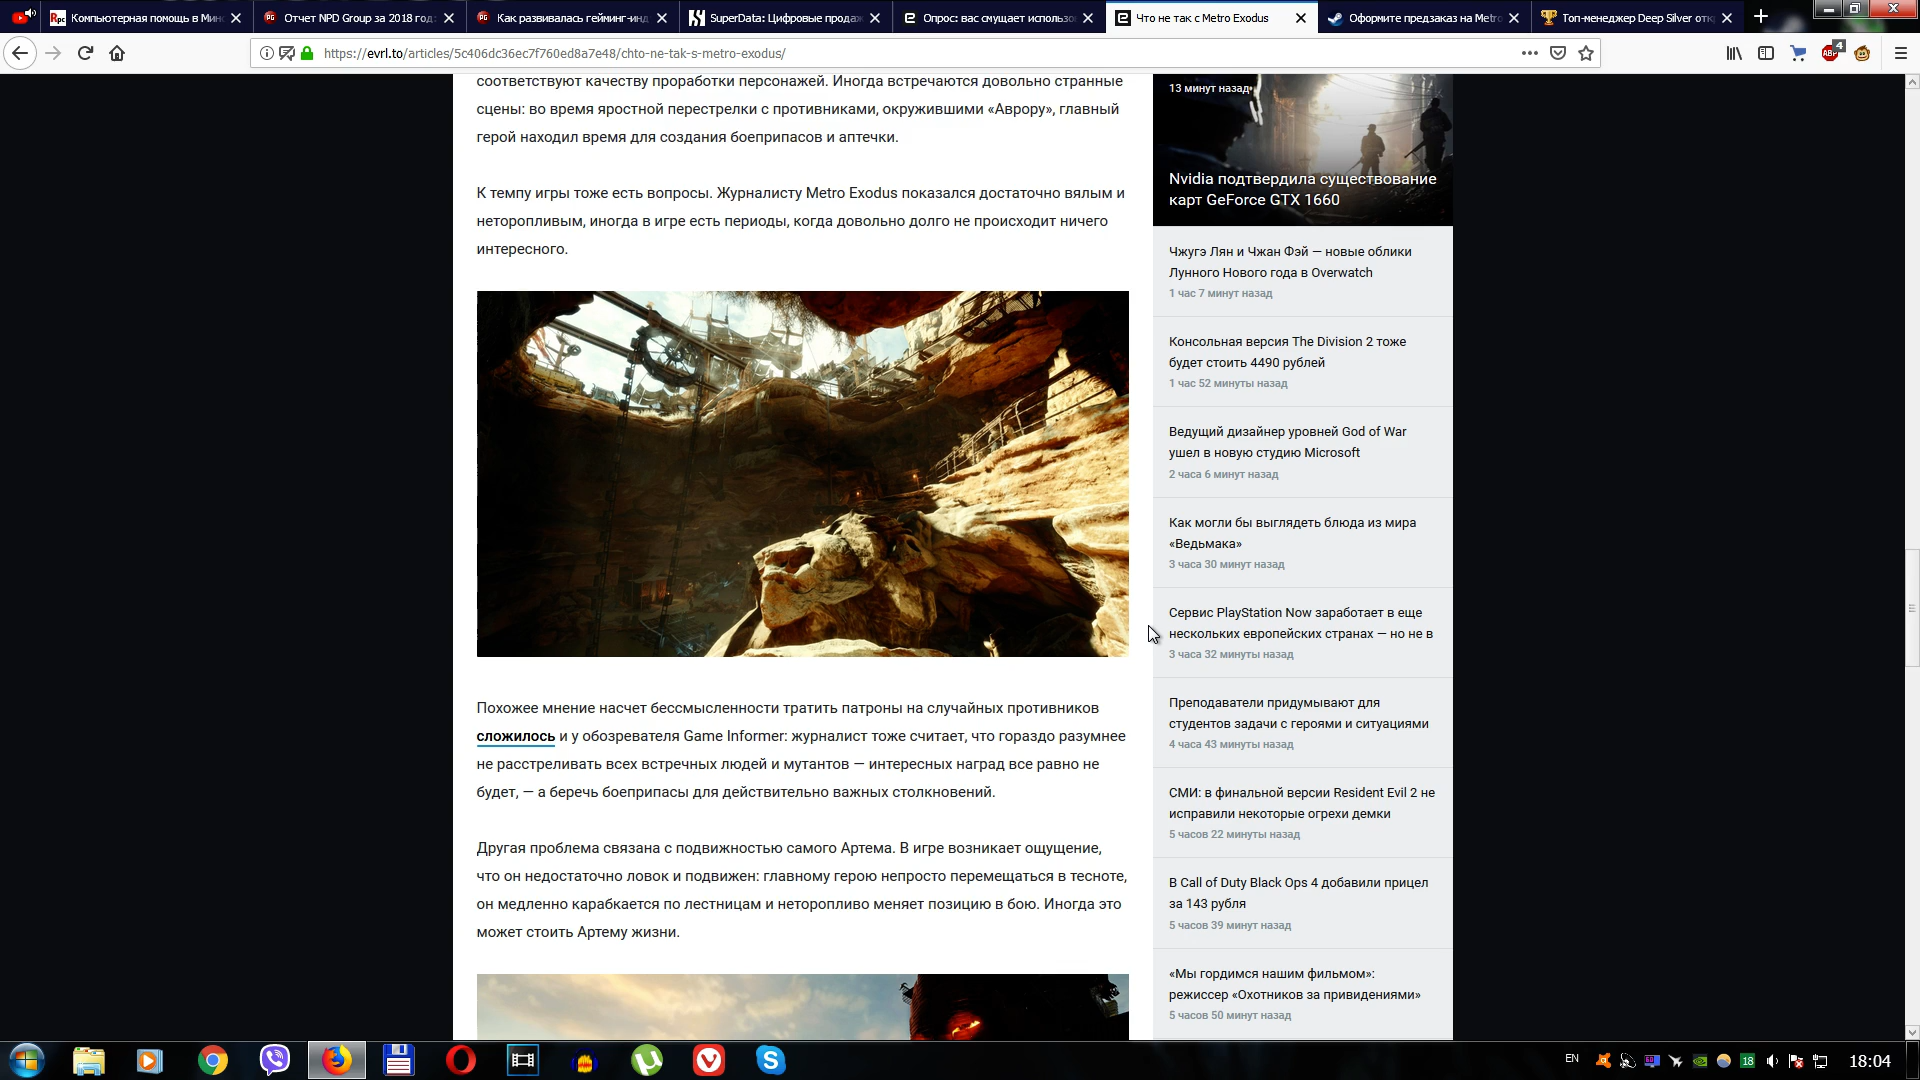 Компьютерная помощь в Мин
Отчет NPD Group за 2018 год:
Как развивалась гейминг-инд
SuperData: Цифровые продаж
Опрос: вас смущает использо
Что не так с Metro Exodus
Оформите предзаказ на Metro
Топ-менеджер Deep Silver отк
https://evrl.to/articles/5c406dc36ec7f760ed8a7e48/chto-ne-tak-s-metro-exodus/
4
соответствуют качеству проработки персонажей. Иногда встречаются довольно странные
сцены: во время яростной перестрелки с противниками, окружившими «Аврору», главный
герой находил время для создания боеприпасов и аптечки.
К темпу игры тоже есть вопросы. Журналисту Metro Exodus показался достаточно вялым и
неторопливым, иногда в игре есть периоды, когда довольно долго не происходит ничего
интересного.
Похожее мнение насчет бессмысленности тратить патроны на случайных противников
сложилось и у обозревателя Game Informer: журналист тоже считает, что гораздо разумнее
не расстреливать всех встречных людей и мутантов — интересных наград все равно не
будет, — а беречь боеприпасы для действительно важных столкновений.
Другая проблема связана с подвижностью самого Артема. В игре возникает ощущение,
что он недостаточно ловок и подвижен: главному герою непросто перемещаться в тесноте,
он медленно карабкается по лестницам и неторопливо меняет позицию в бою. Иногда это
может стоить Артему жизни.
13 минут назад
Nvidia подтвердила существование
карт GeForce GTX 1660
Чжугэ Лян и Чжан Фэй — новые облики
Лунного Нового года в Overwatch
1 час 7 минут назад
Консольная версия The Division 2 тоже
будет стоить 4490 рублей
1 час 52 минуты назад
Ведущий дизайнер уровней God of War
ушел в новую студию Microsoft
2 часа 6 минут назад
Как могли бы выглядеть блюда из мира
«Ведьмака»
3 часа 30 минут назад
Сервис PlayStation Now заработает в еще
нескольких европейских странах — но не в
3 часа 32 минуты назад
Преподаватели придумывают для
студентов задачи с героями и ситуациями
4 часа 43 минуты назад
СМИ: в финальной версии Resident Evil 2 не
исправили некоторые огрехи демки
5 часов 22 минуты назад
В Call of Duty Black Ops 4 добавили прицел
за 143 рубля
5 часов 39 минут назад
«Мы гордимся нашим фильмом»:
режиссер «Охотников за привидениями»
5 часов 50 минут назад
EN
18
18:04